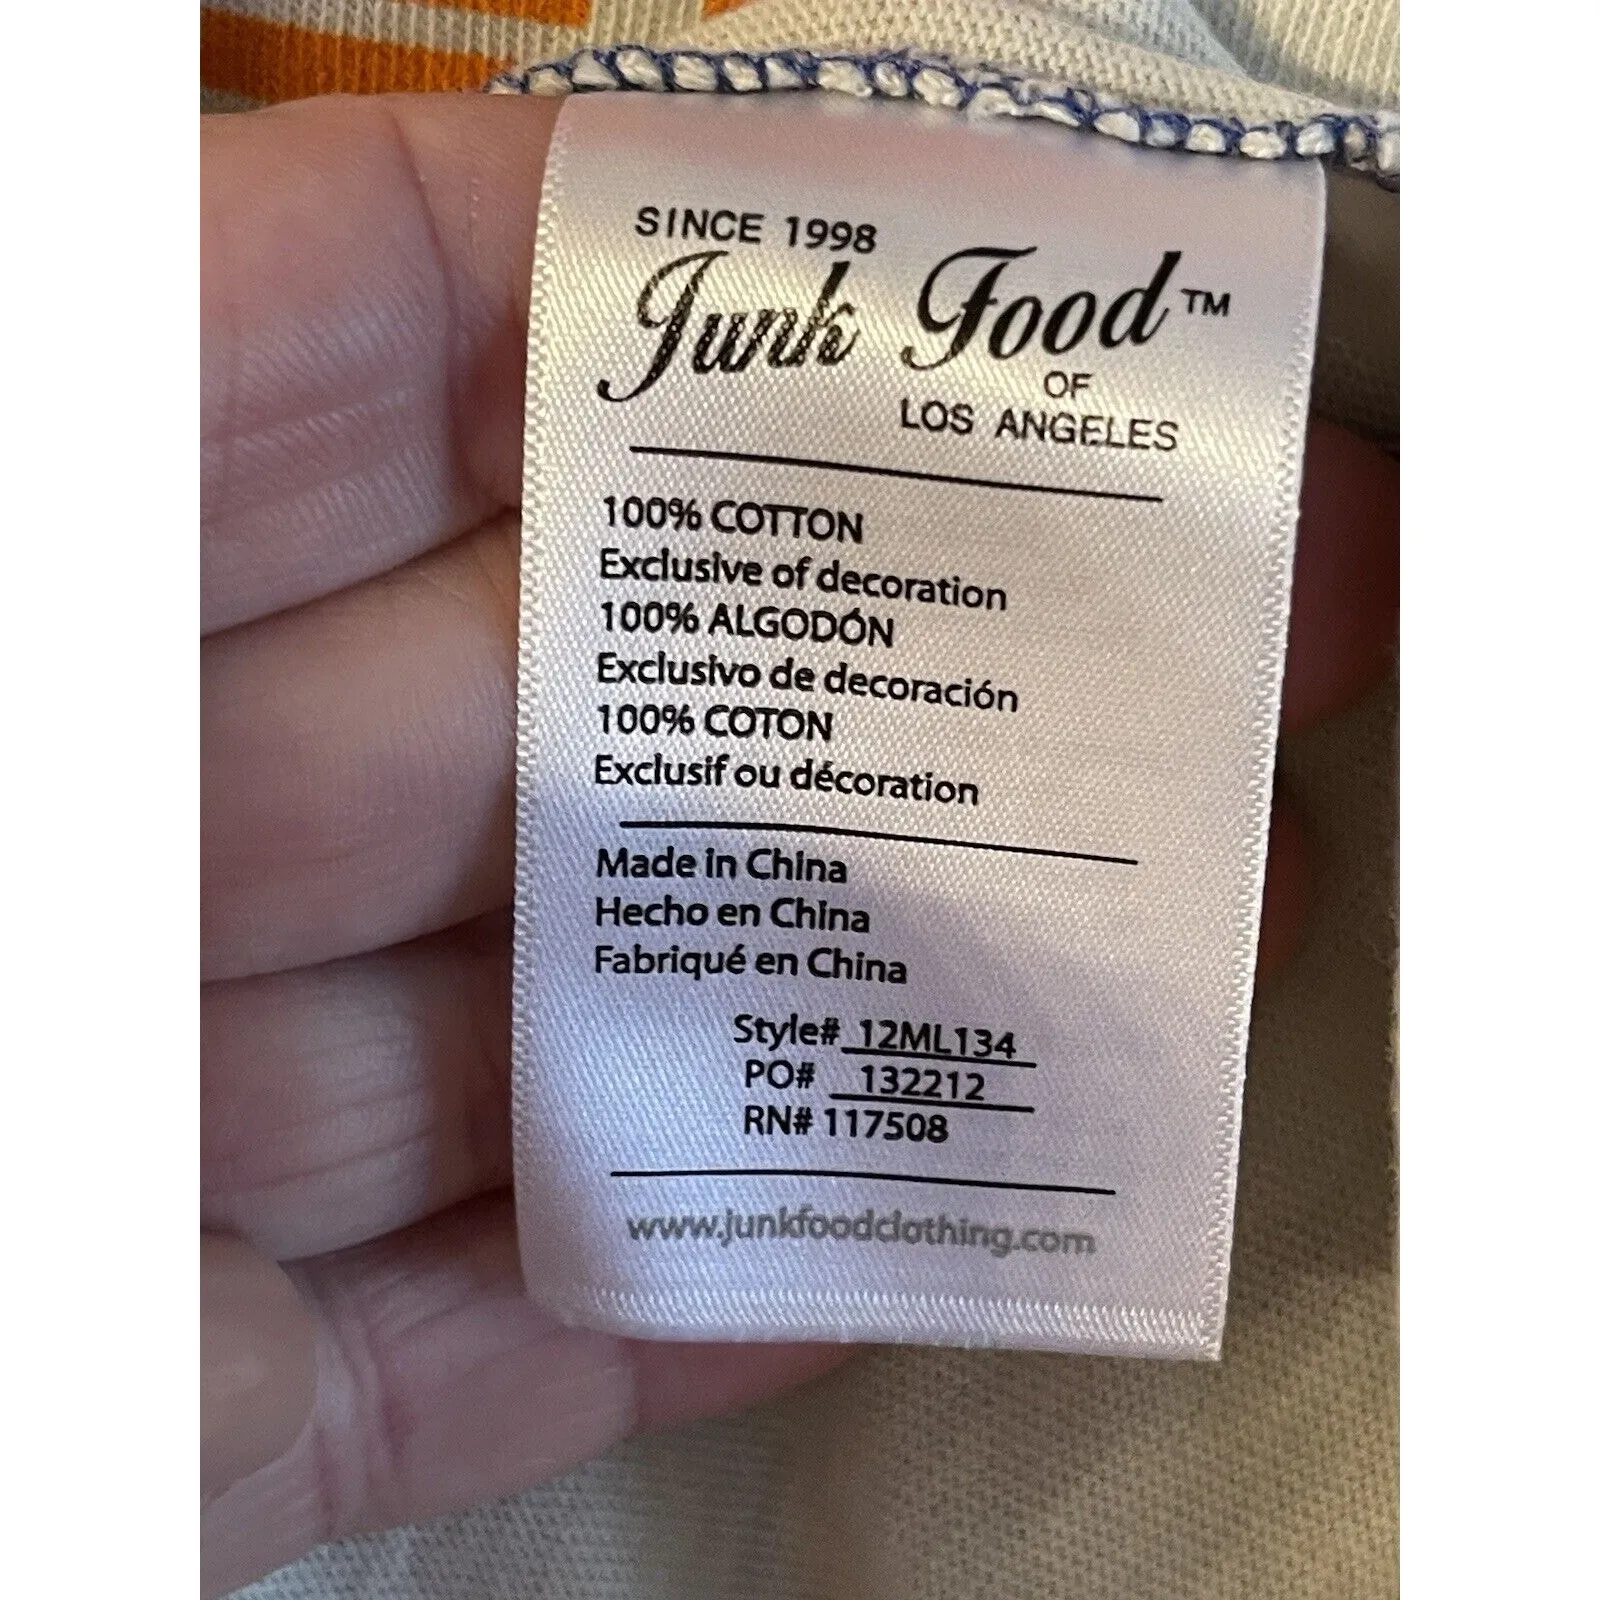 SINCE 1998
Junk Food™
OF
LOS ANGELES
100% COTTON
Exclusive of decoration
100% ALGODÓN
Exclusivo de decoración
100% COTON
Exclusif ou décoration
Made in China
Hecho en China
Fabriqué en China
Style# 12ML134
PO# 132212
RN# 117508
www.junkfoodclothing.com